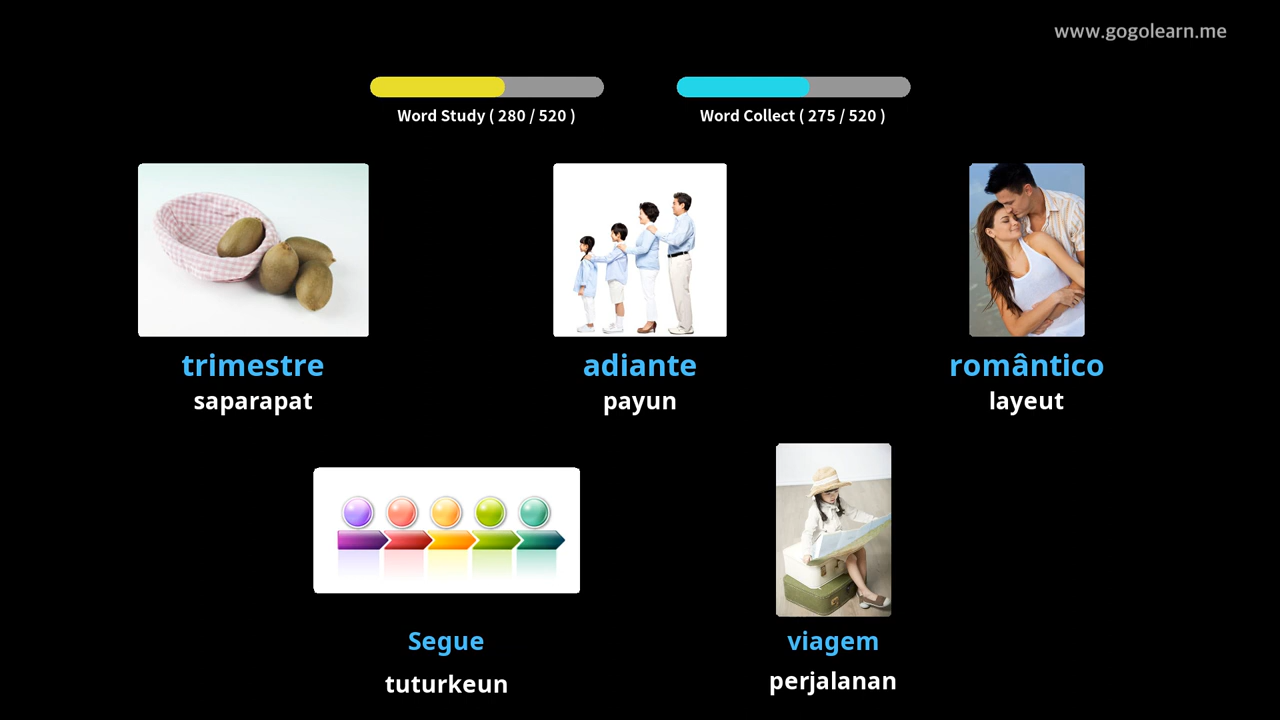 www.gogolearn.me
Word Study ( 280 / 520 )
Word Collect ( 275 / 520 )
trimestre
saparapat
adiante
payun
romântico
layeut
Segue
tuturkeun
viagem
perjalanan